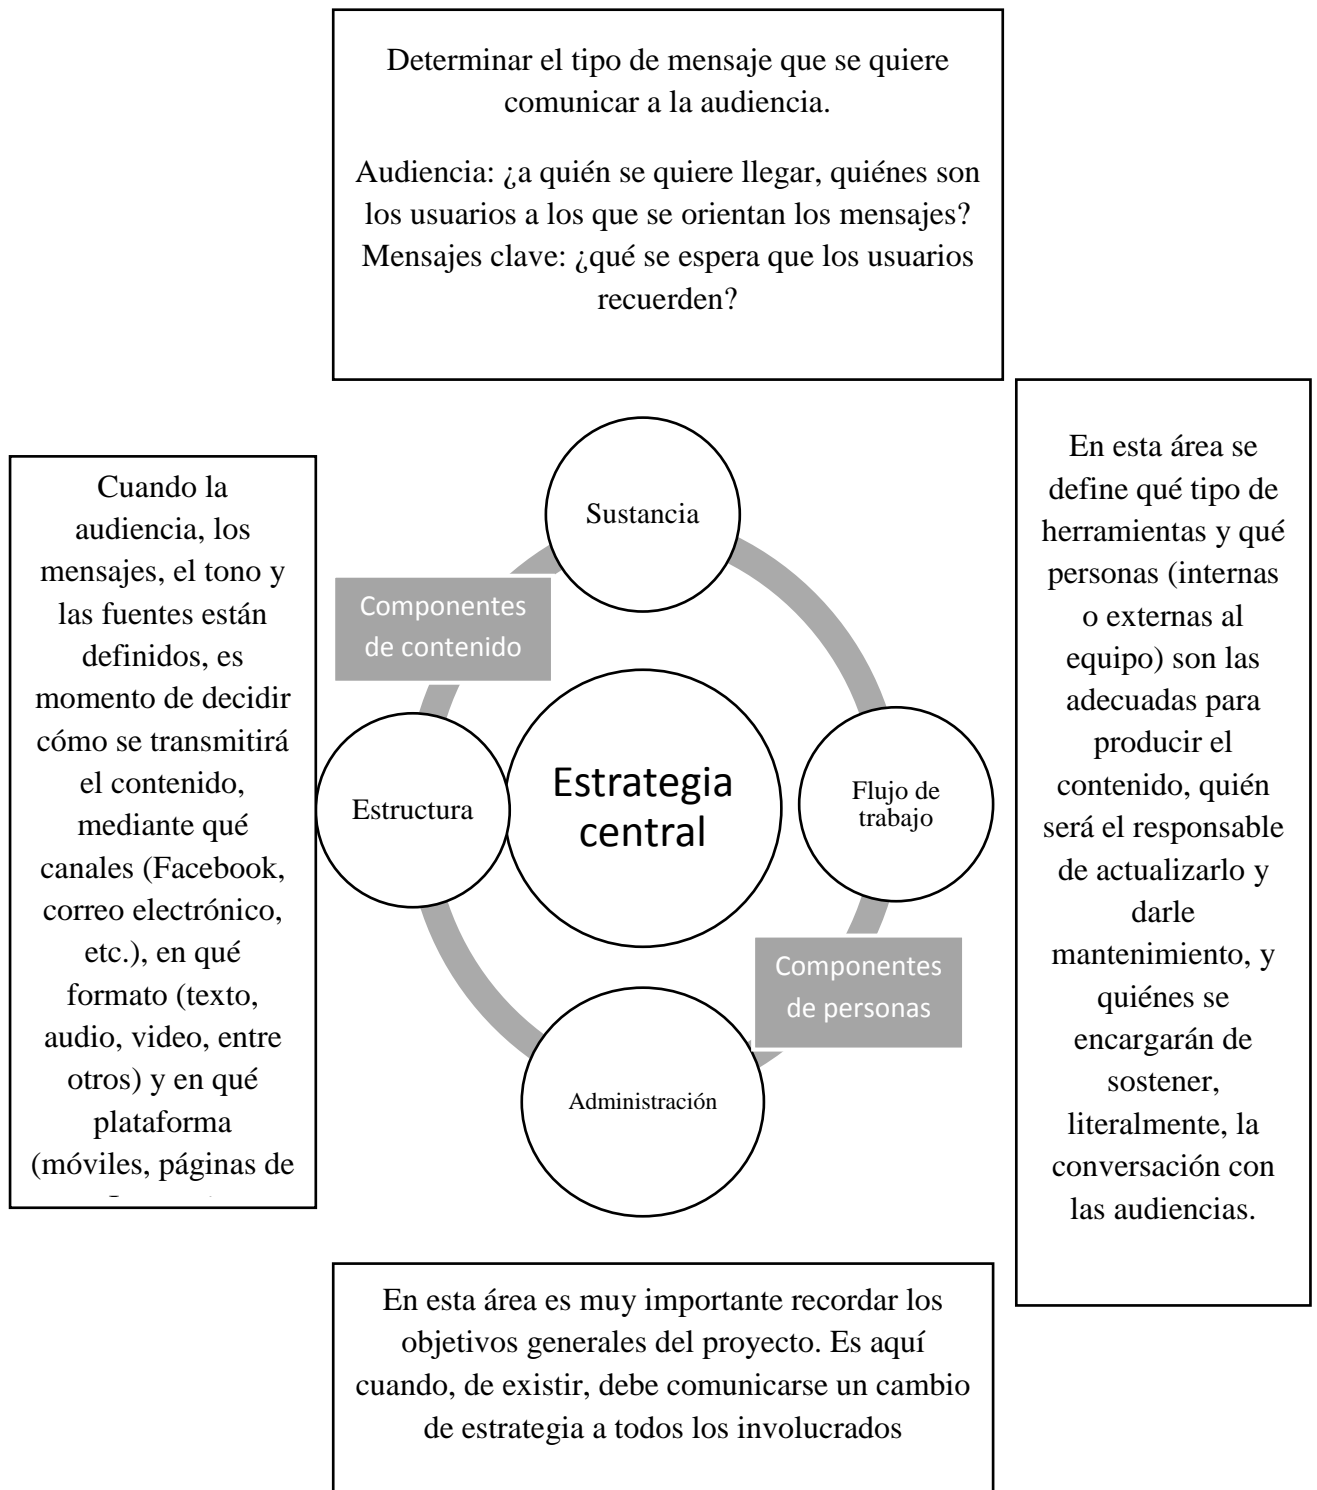 Determinar el tipo de mensaje que se quiere
comunicar a la audiencia.
Audiencia: ¿a quién se quiere llegar, quiénes son
los usuarios a los que se orientan los mensajes?
Mensajes clave: ¿qué se espera que los usuarios
recuerden?
Cuando la
audiencia, los
mensajes, el tono y
las fuentes están
definidos, es
momento de decidir
cómo se transmitirá
el contenido,
mediante qué
canales (Facebook,
correo electrónico,
etc.), en qué
formato (texto,
audio, video, entre
otros) y en qué
plataforma
(móviles, páginas de
Sustancia
Componentes
de contenido
Estructura
Estrategia
central
Flujo de
trabajo
Componentes
de personas
Administración
En esta área se
define qué tipo de
herramientas y qué
personas (internas
o externas al
equipo) son las
adecuadas para
producir el
contenido, quién
será el responsable
de actualizarlo y
darle
mantenimiento, y
quiénes se
encargarán de
sostener,
literalmente, la
conversación con
las audiencias.
En esta área es muy importante recordar los
objetivos generales del proyecto. Es aquí
cuando, de existir, debe comunicarse un cambio
de estrategia a todos los involucrados